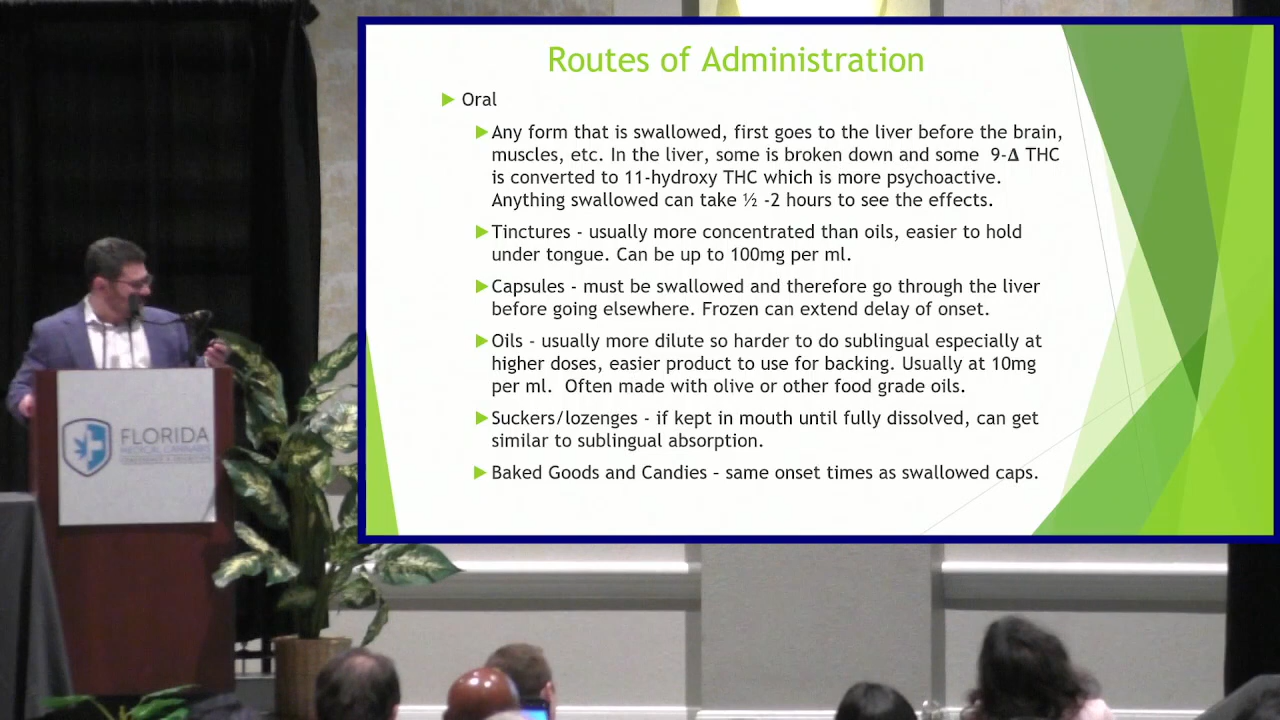 Routes of Administration
Oral
Any form that is swallowed, first goes to the liver before the brain,
muscles, etc. In the liver, some is broken down and some 9-Δ THC
is converted to 11-hydroxy THC which is more psychoactive.
Anything swallowed can take ½ -2 hours to see the effects.
Tinctures - usually more concentrated than oils, easier to hold
under tongue. Can be up to 100mg per ml.
Capsules - must be swallowed and therefore go through the liver
before going elsewhere. Frozen can extend delay of onset.
Oils - usually more dilute so harder to do sublingual especially at
higher doses, easier product to use for backing. Usually at 10mg
per ml. Often made with olive or other food grade oils.
Suckers/lozenges - if kept in mouth until fully dissolved, can get
similar to sublingual absorption.
Baked Goods and Candies – same onset times as swallowed caps.
FLORIDA
MEDICAL CANNABIS